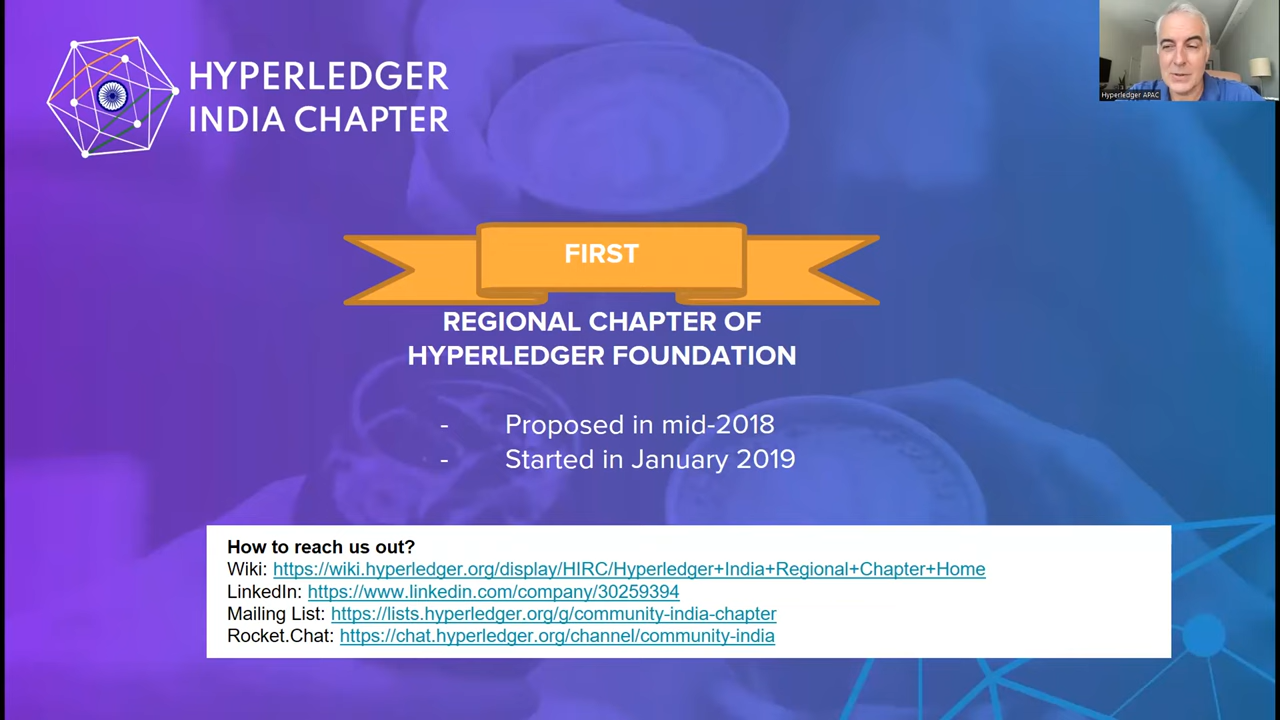 HYPERLEDGER
INDIA CHAPTER
Hyperledger APAC
FIRST
REGIONAL CHAPTER OF
HYPERLEDGER FOUNDATION
- Proposed in mid-2018
- Started in January 2019
How to reach us out?
Wiki: https://wiki.hyperledger.org/display/HIRC/Hyperledger+India+Regional+Chapter+Home
LinkedIn: https://www.linkedin.com/company/30259394
Mailing List: https://lists.hyperledger.org/g/community-india-chapter
Rocket.Chat: https://chat.hyperledger.org/channel/community-india